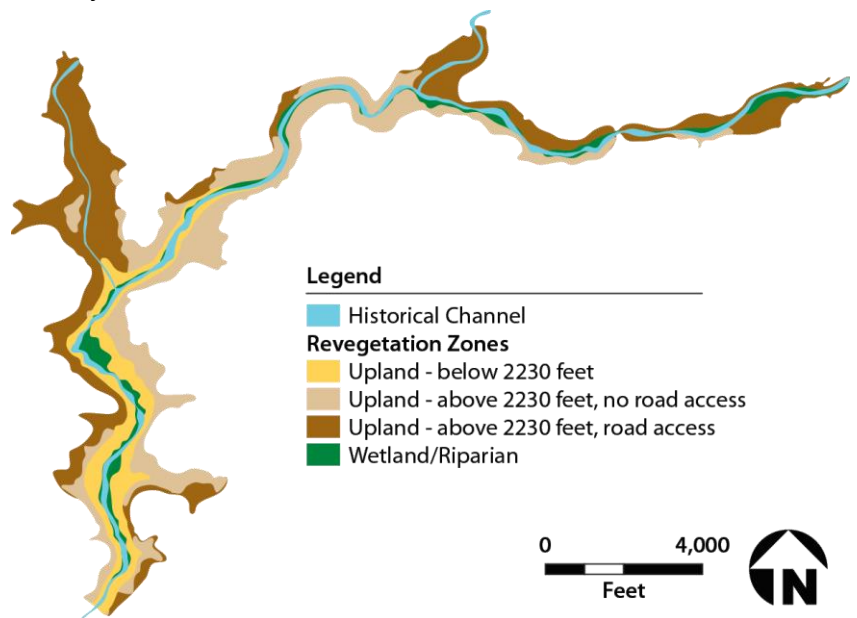 Legend
Historical Channel
Revegetation Zones
Upland - below 2230 feet
Upland - above 2230 feet, no road access
Upland - above 2230 feet, road access
Wetland/Riparian
0 4,000
Feet
N